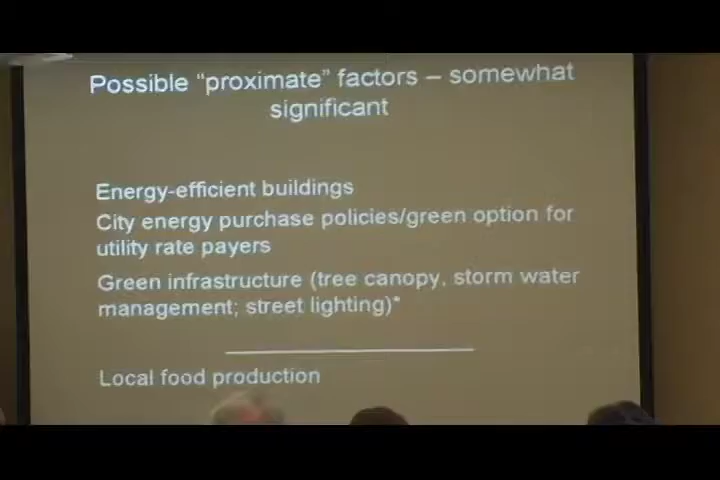 Possible “proximate” factors – somewhat
significant
Energy-efficient buildings
City energy purchase policies/green option for
utility rate payers
Green infrastructure (tree canopy, storm water
management; street lighting)*
Local food production